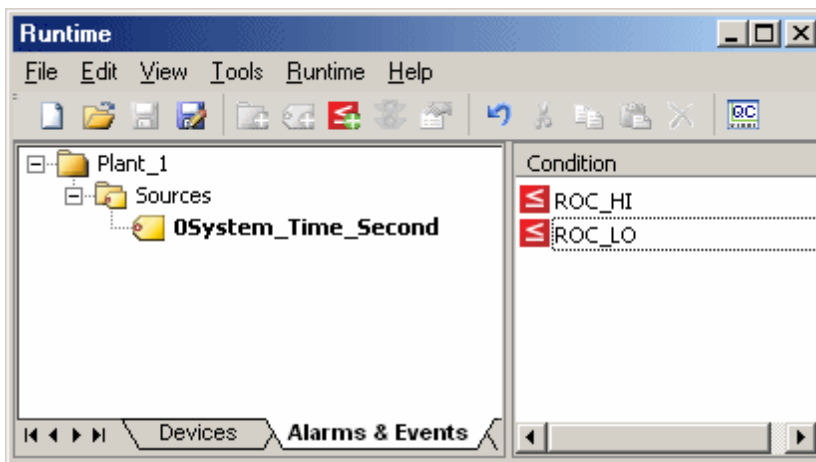 Runtime
File Edit View Tools Runtime Help
QC
Plant_1
Sources
0System_Time_Second
Condition
ROC_HI
ROC_LO
Devices
Alarms & Events